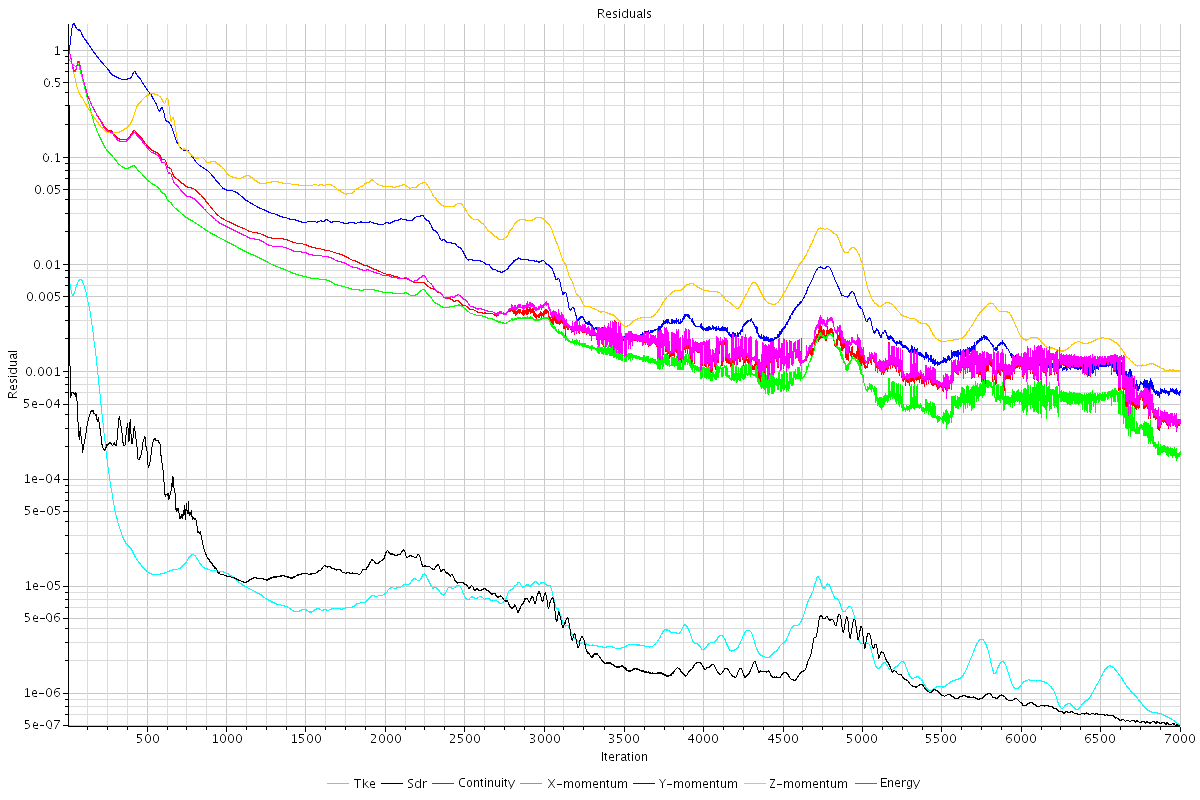 Residuals
Residual
1
0.5
0.1
0.05
0.01
0.005
0.001
5e-04
1e-04
5e-05
1e-05
5e-06
1e-06
5e-07
500 1000 1500 2000 2500 3000 3500 4000 4500 5000 5500 6000 6500 7000
Iteration
Tke Sdr Continuity X-momentum Y-momentum Z-momentum Energy